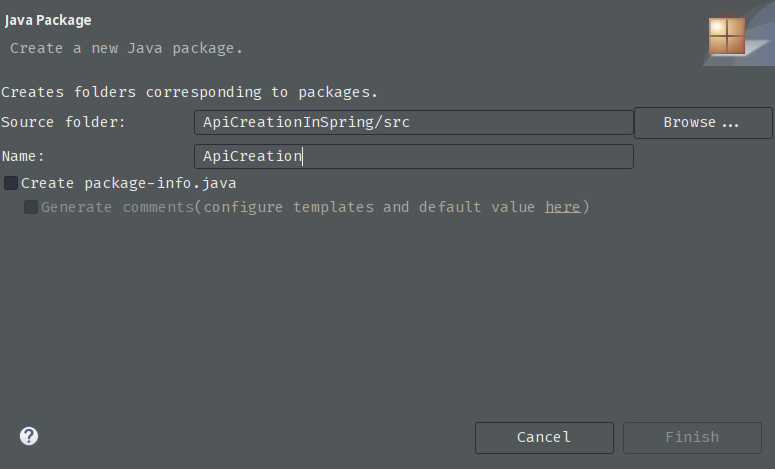 Java Package
Create a new Java package.
Creates folders corresponding to packages.
Source folder: ApiCreationInSpring/src Browse...
Name: ApiCreation
Create package-info.java
Generate comments(configure templates and default value here)
? Cancel Finish